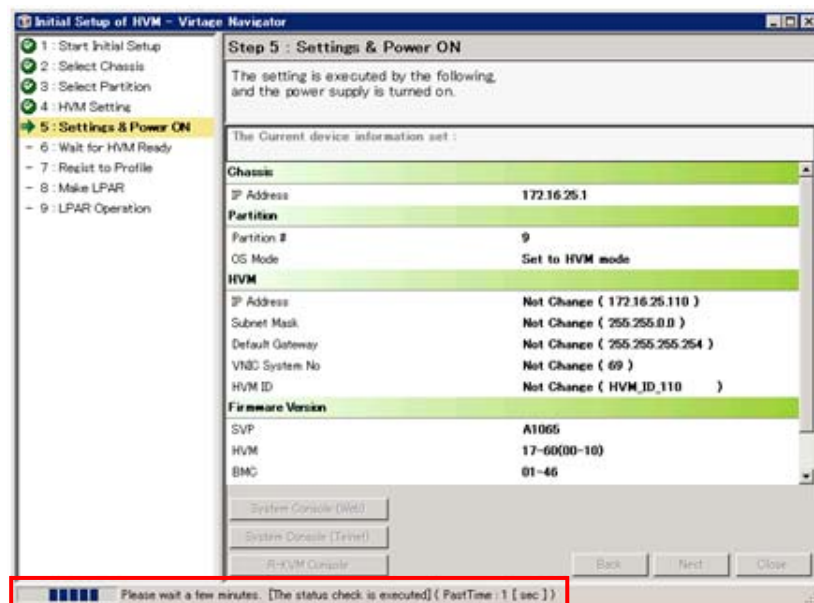 Initial Setup of HVM - Virtage Navigator
1 : Start Initial Setup
2 : Select Chassis
3 : Select Partition
4 : HVM Setting
5 : Settings & Power ON
- 6 : Wait for HVM Ready
- 7 : Regist to Profile
- 8 : Make LPAR
- 9 : LPAR Operation
Step 5 : Settings & Power ON
The setting is executed by the following,
and the power supply is turned on.
The Current device information set :
Chassis
IP Address 172.16.25.1
Partition
Partition # 9
OS Mode Set to HVM mode
HVM
IP Address Not Change ( 172.16.25.110 )
Subnet Mask Not Change ( 255.255.0.0 )
Default Gateway Not Change ( 255.255.255.254 )
VNIC System No Not Change ( 69 )
HVM ID Not Change ( HVM_ID_110 )
Firmware Version
SVP A1065
HVM 17-60(00-10)
BMC 01-46
System Console (Web)
System Console (Telnet)
R-KVM Console
Back Next Close
Please wait a few minutes. [The status check is executed] ( PastTime : 1 [ sec ] )